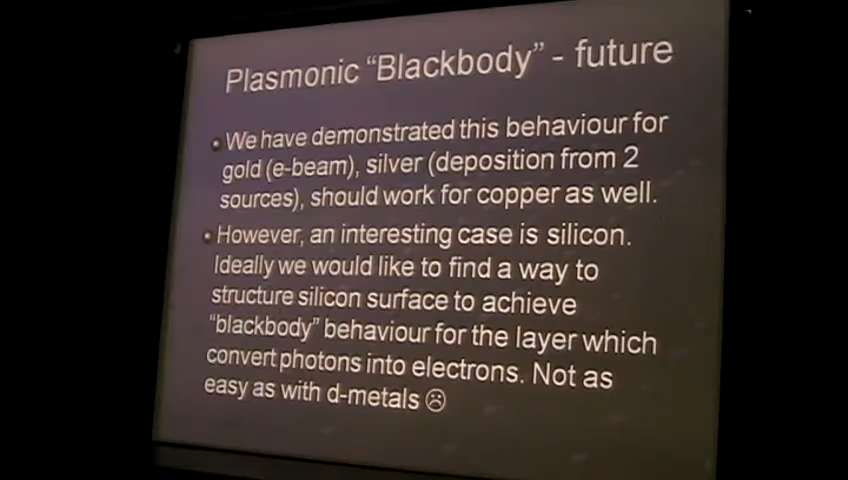 Plasmonic “Blackbody” - future
• We have demonstrated this behaviour for
gold (e-beam), silver (deposition from 2
sources), should work for copper as well.
• However, an interesting case is silicon.
Ideally we would like to find a way to
structure silicon surface to achieve
“blackbody” behaviour for the layer which
convert photons into electrons. Not as
easy as with d-metals ☹